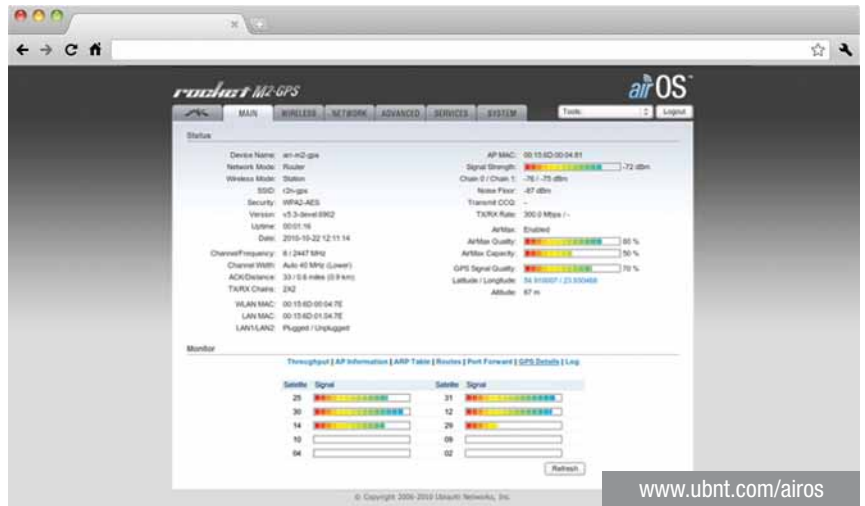 rocket M2-GPS
airOS™
MAIN WIRELESS NETWORK ADVANCED SERVICES SYSTEM Tools: Logout
Status
Device Name: arr-m2-gps
Network Mode: Router
Wireless Mode: Station
SSID: r2n-gps
Security: WPA2-AES
Version: v5.3-devel.6962
Uptime: 00:01:16
Date: 2010-10-22 12:11:14
Channel/Frequency: 8 / 2447 MHz
Channel Width: Auto 40 MHz (Lower)
ACK/Distance: 33 / 0.6 miles (0.9 km)
TX/RX Chains: 2X2
WLAN MAC: 00:15:6D:00:04:7E
LAN MAC: 00:15:6D:01:04:7E
LAN1/LAN2: Plugged / Unplugged
AP MAC: 00:15:6D:00:04:81
Signal Strength: -72 dBm
Chain 0 / Chain 1: -76 / -75 dBm
Noise Floor: -87 dBm
Transmit CCQ: -
TX/RX Rate: 300.0 Mbps / -
AirMax: Enabled
AirMax Quality: 80 %
AirMax Capacity: 50 %
GPS Signal Quality: 70 %
Latitude / Longitude:
Altitude: 67 m
Monitor
Throughput | AP Information | ARP Table | Routes | Port Forward | GPS Details | Log
Satellite Signal Satellite Signal
25 31
30 12
14 29
10 09
04 02
Refresh
© Copyright 2006-2010 Ubiquiti Networks, Inc.
www.ubnt.com/airos